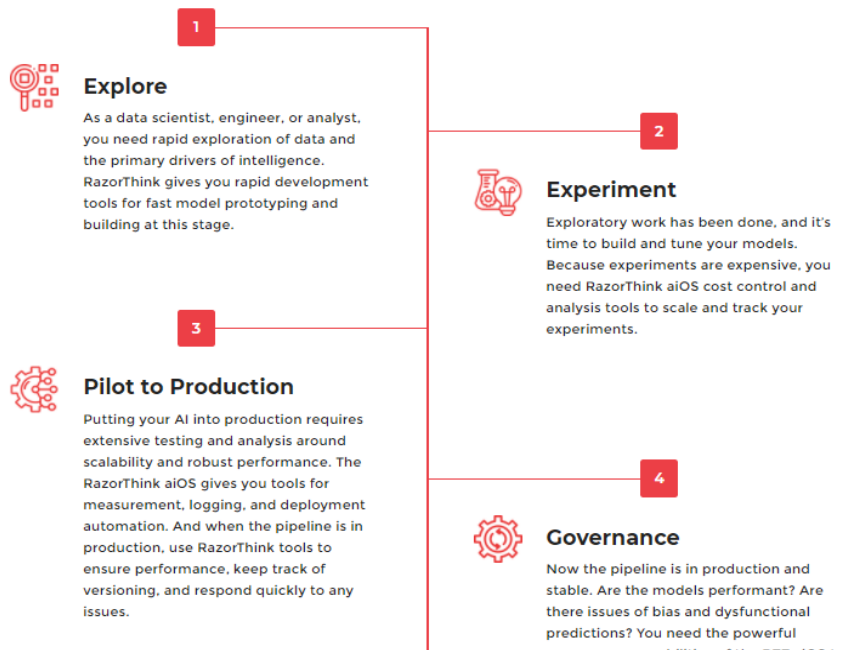 1
Explore
As a data scientist, engineer, or analyst,
you need rapid exploration of data and
the primary drivers of intelligence.
RazorThink gives you rapid development
tools for fast model prototyping and
building at this stage.
2
Experiment
Exploratory work has been done, and it's
time to build and tune your models.
Because experiments are expensive, you
need RazorThink aiOS cost control and
analysis tools to scale and track your
experiments.
3
Pilot to Production
Putting your AI into production requires
extensive testing and analysis around
scalability and robust performance. The
RazorThink aiOS gives you tools for
measurement, logging, and deployment
automation. And when the pipeline is in
production, use RazorThink tools to
ensure performance, keep track of
versioning, and respond quickly to any
issues.
4
Governance
Now the pipeline is in production and
stable. Are the models performant? Are
there issues of bias and dysfunctional
predictions? You need the powerful